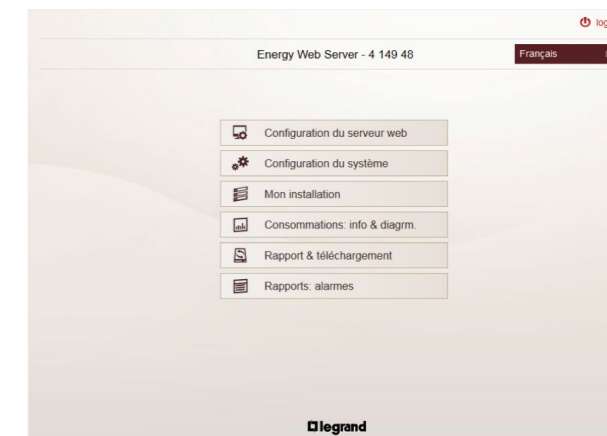 log
Energy Web Server - 4 149 48
Français
Configuration du serveur web
Configuration du système
Mon installation
Consommations: info & diagrm.
Rapport & téléchargement
Rapports: alarmes
legrand